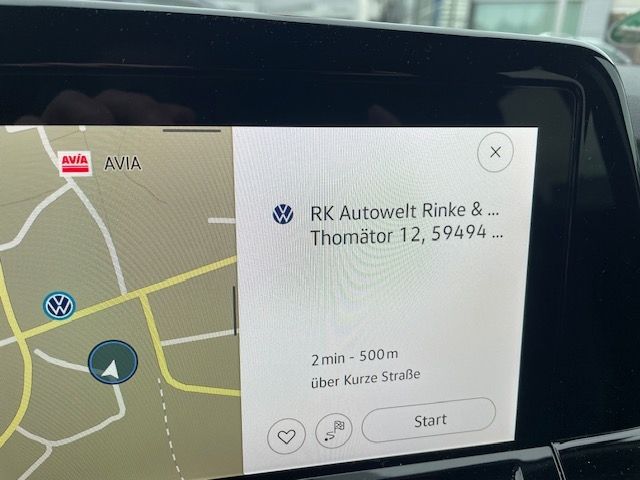 AVIA AVIA
RK Autowelt Rinke & ...
Thomätor 12, 59494 ...
2 min - 500 m
über Kurze Straße
Start